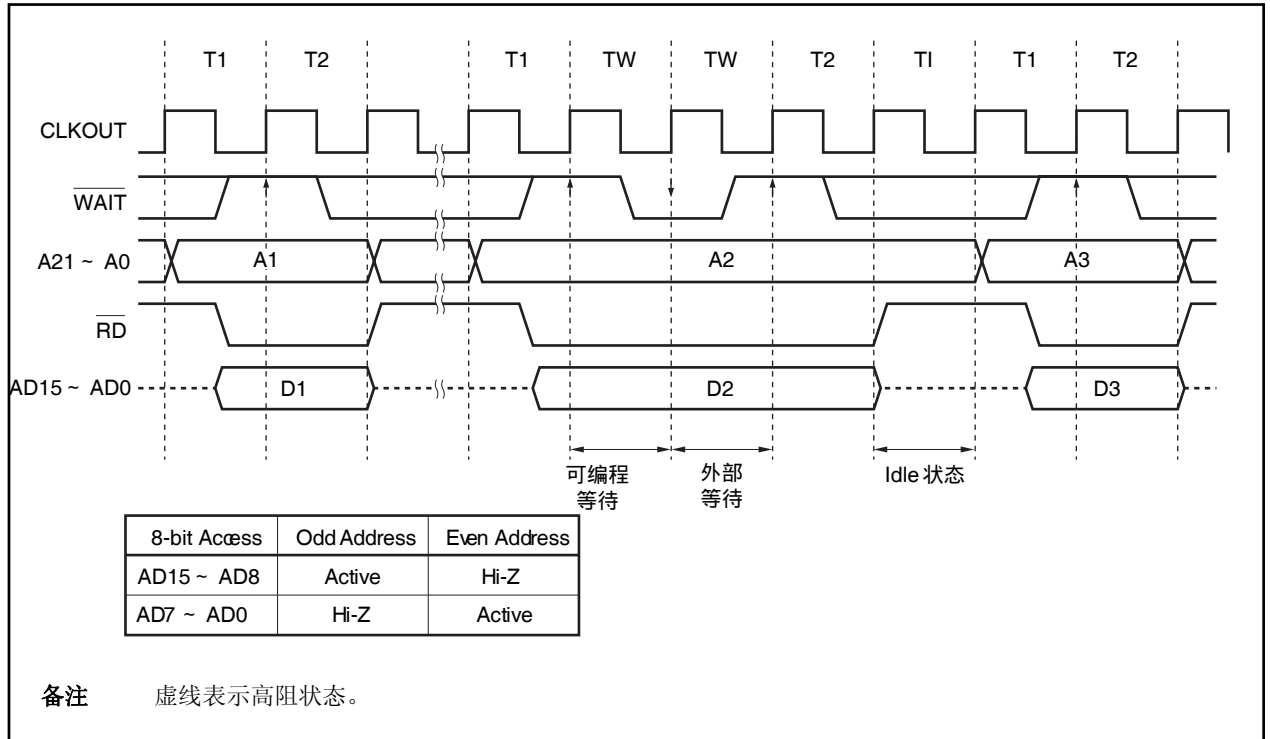 T1 T2 T1 TW TW T2 TI T1 T2
CLKOUT
WAIT
A21 ~ A0 A1 A2 A3
RD
AD15 ~ AD0 D1 D2 D3
可编程
等待
外部
等待
Idle 状态
8-bit Access Odd Address Even Address
AD15 ~ AD8 Active Hi-Z
AD7 ~ AD0 Hi-Z Active
备注 虚线表示高阻状态。